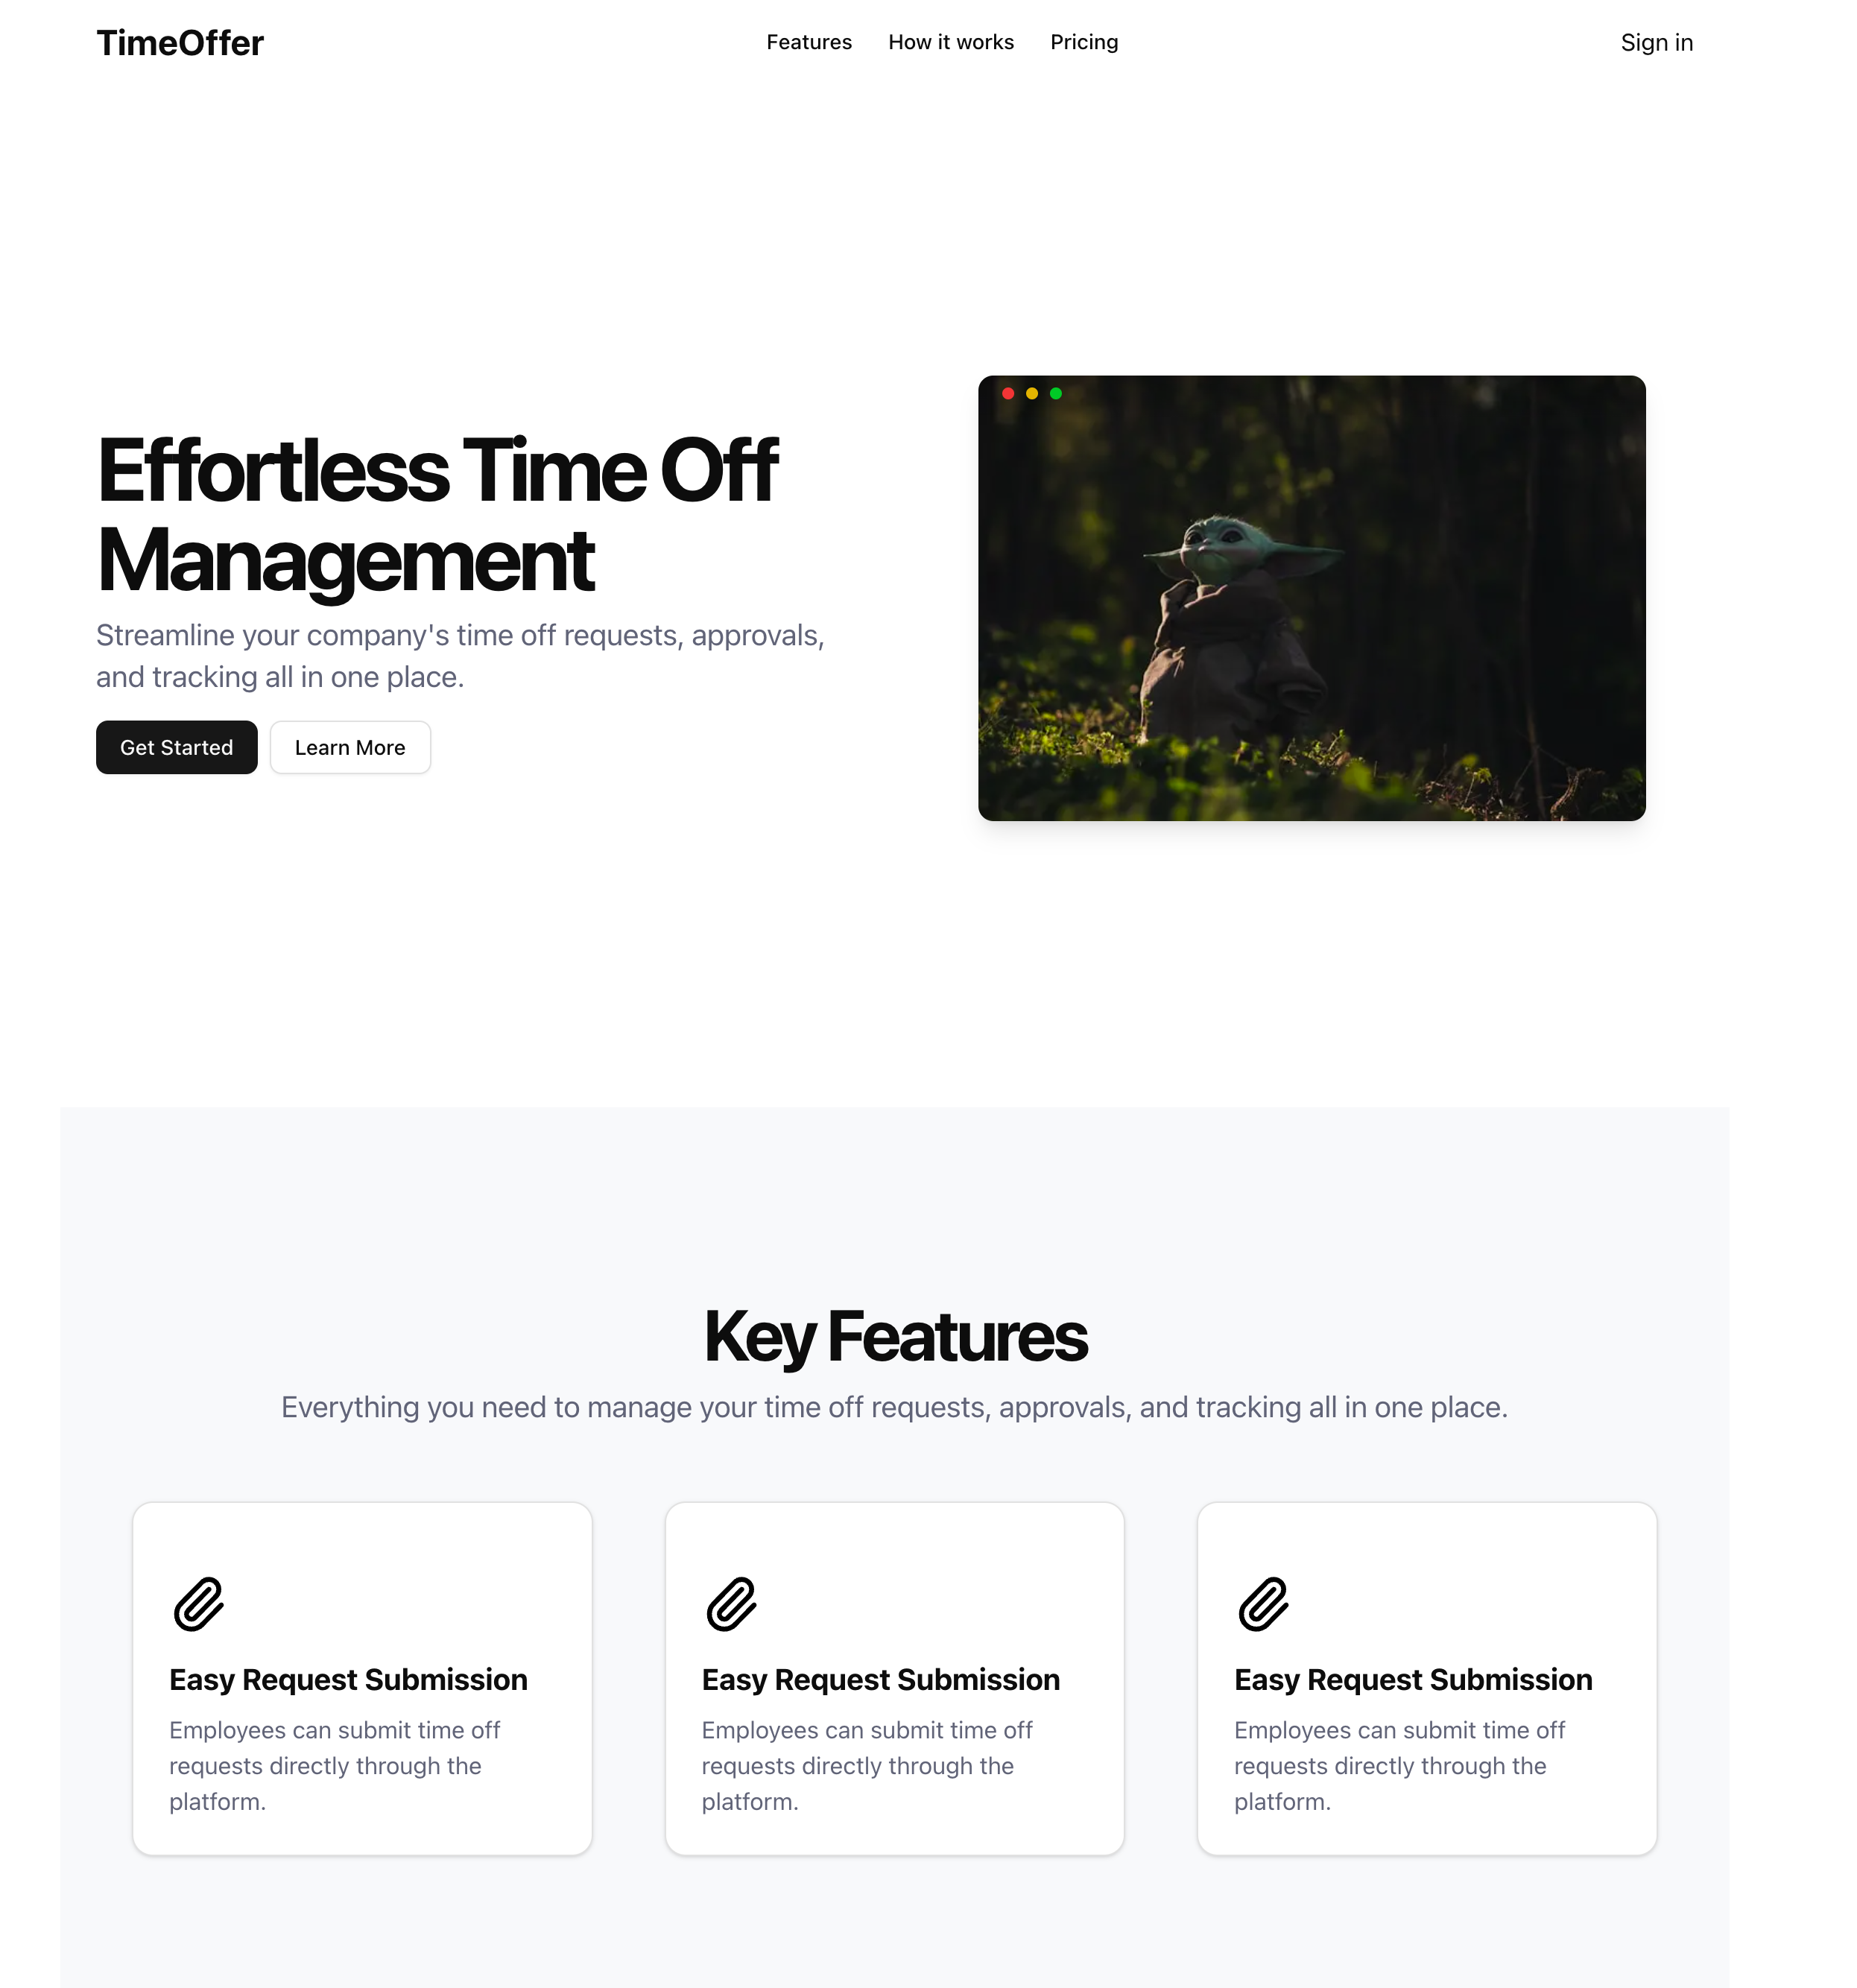 TimeOffer
Features
How it works
Pricing
Sign in
Effortless Time Off
Management
Streamline your company's time off requests, approvals,
and tracking all in one place.
Get Started
Learn More
Key Features
Everything you need to manage your time off requests, approvals, and tracking all in one place.
Easy Request Submission
Employees can submit time off
requests directly through the
platform.
Easy Request Submission
Employees can submit time off
requests directly through the
platform.
Easy Request Submission
Employees can submit time off
requests directly through the
platform.